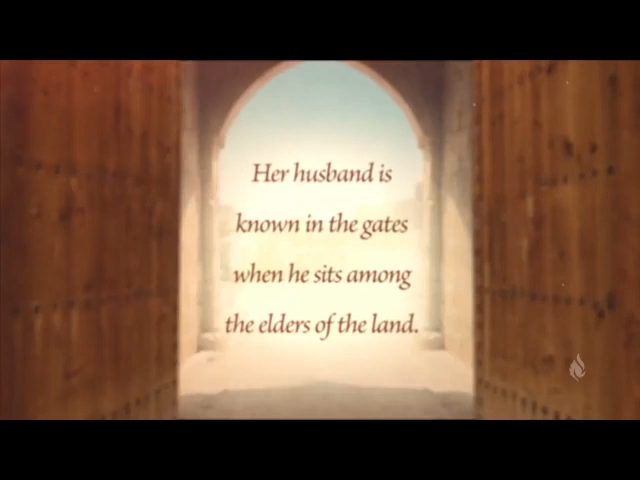 Her husband is
known in the gates
when he sits among
the elders of the land.